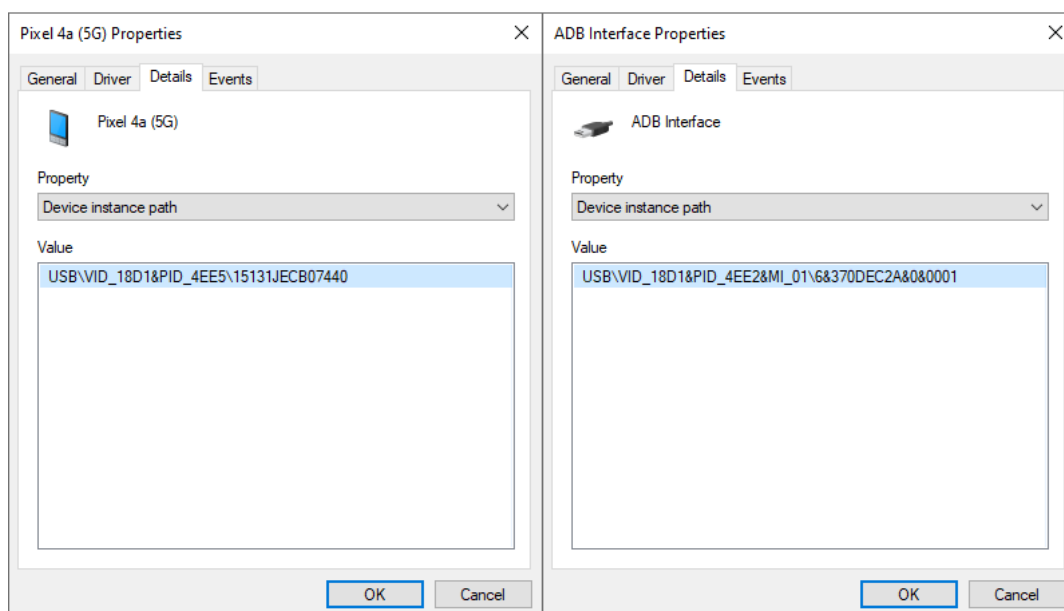 Pixel 4a (5G) Properties
General Driver Details Events
Pixel 4a (5G)
Property
Device instance path
Value
USB\VID_18D1&PID_4EE5\15131JECB07440
OK Cancel
ADB Interface Properties
General Driver Details Events
ADB Interface
Property
Device instance path
Value
USB\VID_18D1&PID_4EE2&MI_01\6&370DEC2A&0&0001
OK Cancel